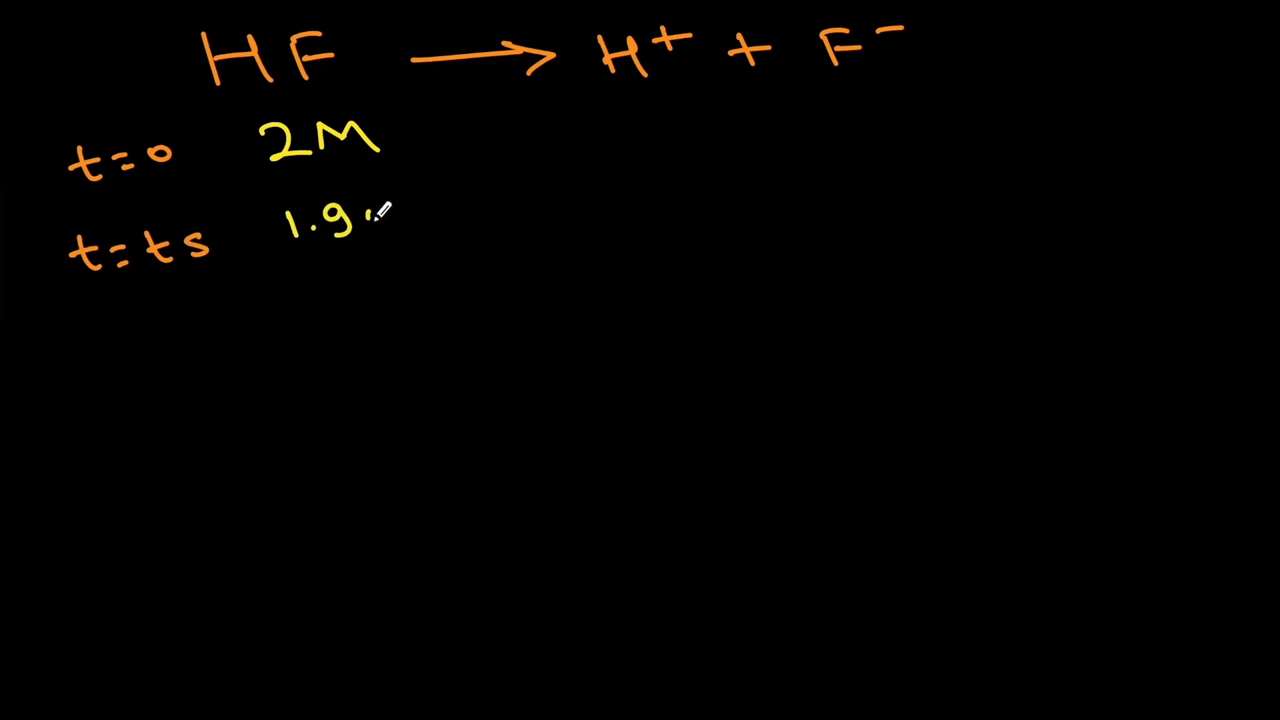 HF → H⁺ + F⁻
t=0 2M
t=ts 1.9